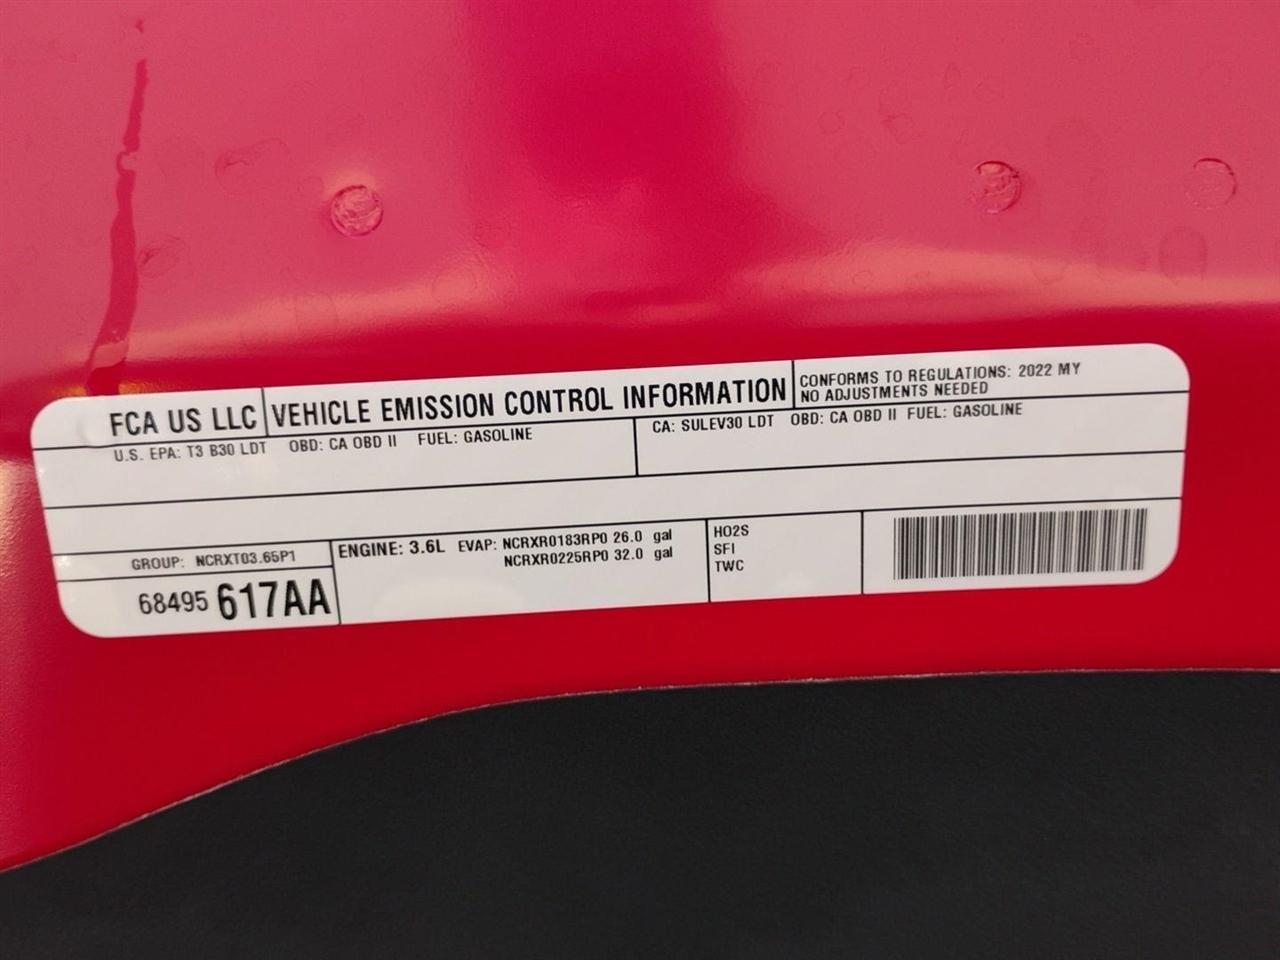 FCA US LLC
VEHICLE EMISSION CONTROL INFORMATION
CONFORMS TO REGULATIONS: 2022 MY
NO ADJUSTMENTS NEEDED
U.S. EPA: T3 B30 LDT OBD: CA OBD II FUEL: GASOLINE
CA: SULEV30 LDT OBD: CA OBD II FUEL: GASOLINE
GROUP: NCRXT03.65P1
68495 617AA
ENGINE: 3.6L EVAP: NCRXR0183RP0 26.0 gal
NCRXR0225RP0 32.0 gal
HO2S
SFI
TWC